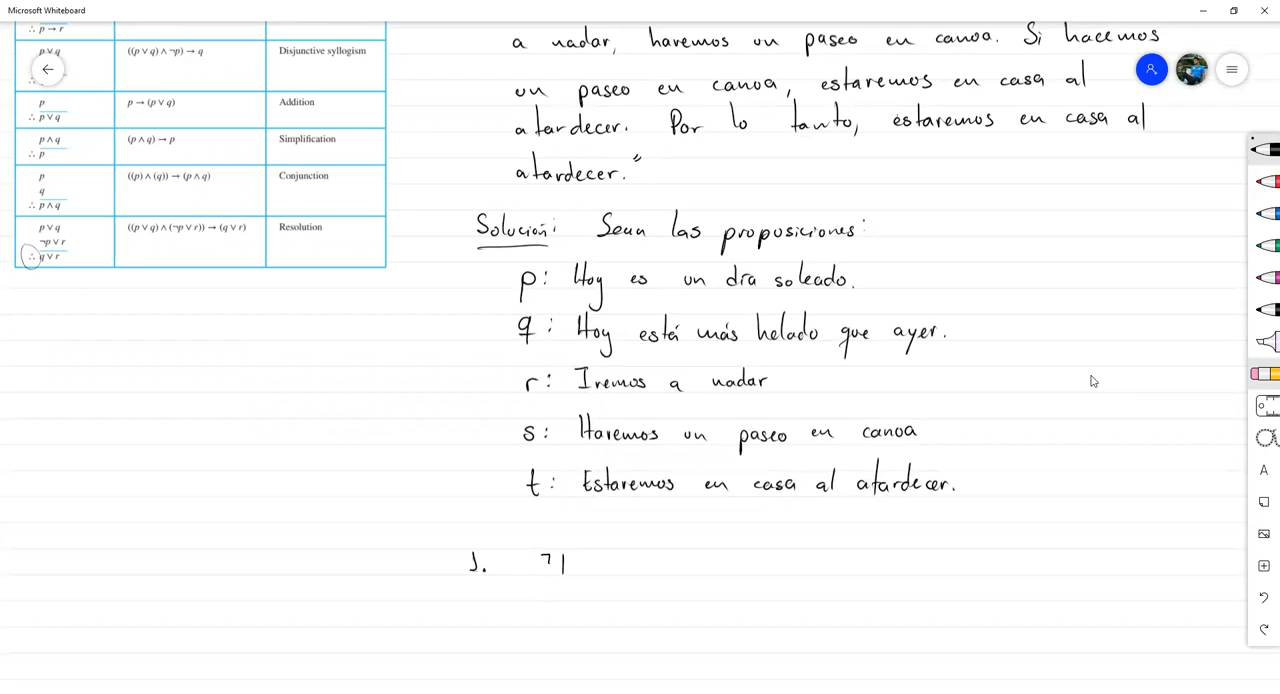 Microsoft Whiteboard
∴ p → r
p ∨ q
((p ∨ q) ∧ ¬p) → q
Disjunctive syllogism
∴
p
∴ p ∨ q
p → (p ∨ q)
Addition
p ∧ q
∴ p
(p ∧ q) → p
Simplification
p
q
∴ p ∧ q
((p) ∧ (q)) → (p ∧ q)
Conjunction
p ∨ q
¬p ∨ r
∴ q ∨ r
((p ∨ q) ∧ (¬p ∨ r)) → (q ∨ r)
Resolution
a nadar, haremos un paseo en canoa. Si hacemos
un paseo en canoa, estaremos en casa al
atardecer. Por lo tanto, estaremos en casa al
atardecer."
Solución: Sean las proposiciones:
p: Hoy es un día soleado.
q: Hoy está más helado que ayer.
r: Iremos a nadar
s: Haremos un paseo en canoa
t: Estaremos en casa al atardecer.
1. ¬
A